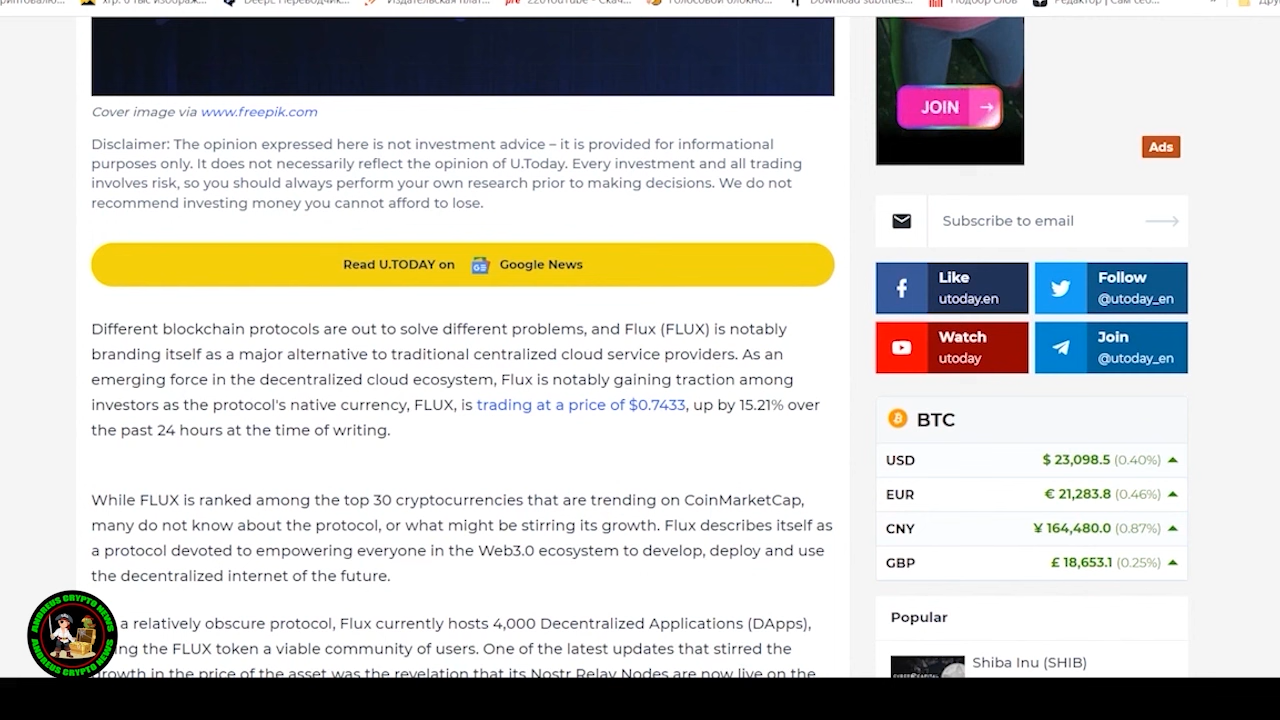 Cover image via www.freepik.com
Disclaimer: The opinion expressed here is not investment advice – it is provided for informational
purposes only. It does not necessarily reflect the opinion of U.Today. Every investment and all trading
involves risk, so you should always perform your own research prior to making decisions. We do not
recommend investing money you cannot afford to lose.
Read U.TODAY on Google News
Different blockchain protocols are out to solve different problems, and Flux (FLUX) is notably
branding itself as a major alternative to traditional centralized cloud service providers. As an
emerging force in the decentralized cloud ecosystem, Flux is notably gaining traction among
investors as the protocol's native currency, FLUX, is trading at a price of $0.7433, up by 15.21% over
the past 24 hours at the time of writing.
While FLUX is ranked among the top 30 cryptocurrencies that are trending on CoinMarketCap,
many do not know about the protocol, or what might be stirring its growth. Flux describes itself as
a protocol devoted to empowering everyone in the Web3.0 ecosystem to develop, deploy and use
the decentralized internet of the future.
a relatively obscure protocol, Flux currently hosts 4,000 Decentralized Applications (DApps),
the FLUX token a viable community of users. One of the latest updates that stirred the
growth in the price of the asset was the revelation that its Nostr Relay Nodes are now live on the
ANDREUS CRYPTO NEWS
ANDREUS CRYPTO NEWS
JOIN
Ads
Subscribe to email
Like
utoday.en
Follow
@utoday_en
Watch
utoday
Join
@utoday_en
BTC
USD $ 23,098.5 (0.40%)
EUR € 21,283.8 (0.46%)
CNY ¥ 164,480.0 (0.87%)
GBP £ 18,653.1 (0.25%)
Popular
Shiba Inu (SHIB)